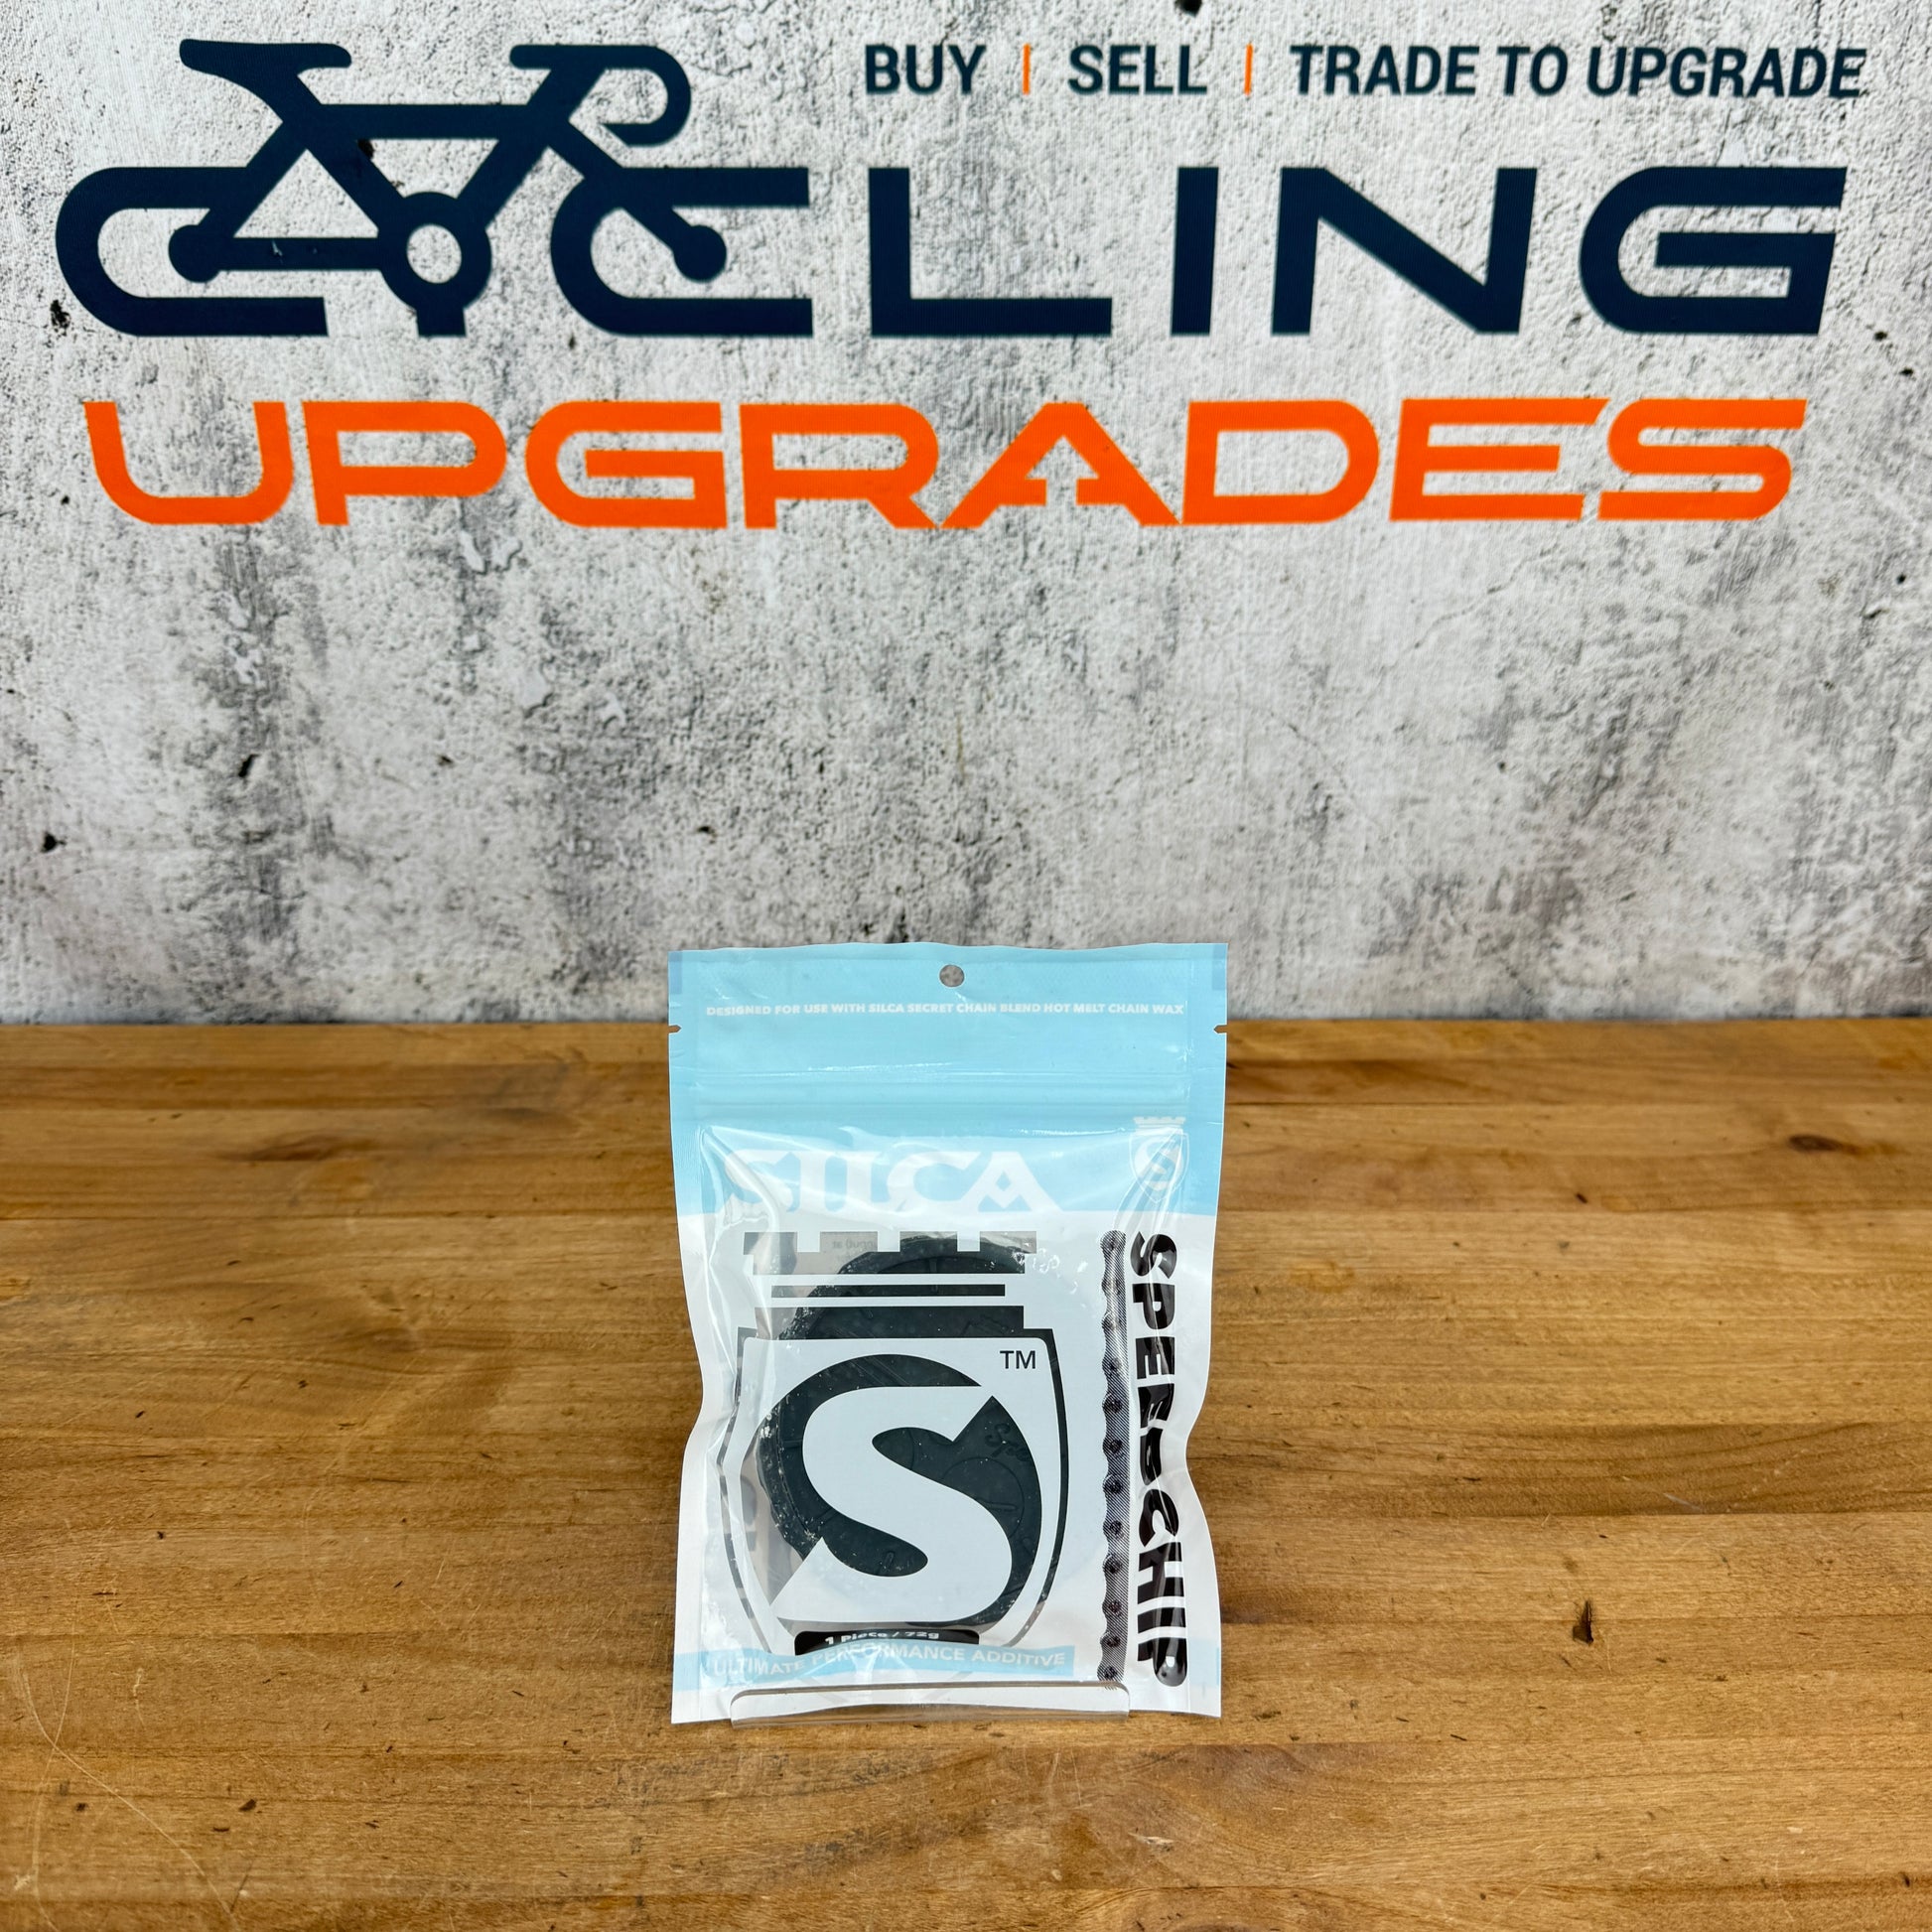 BUY | SELL | TRADE TO UPGRADE
CYCLING
UPGRADES
DESIGNED FOR USE WITH SILCA SECRET CHAIN BLEND HOT MELT CHAIN WAX
SILCA
S
TM
S
SPEEDCHIP
1 Piece / 72g
ULTIMATE PERFORMANCE ADDITIVE